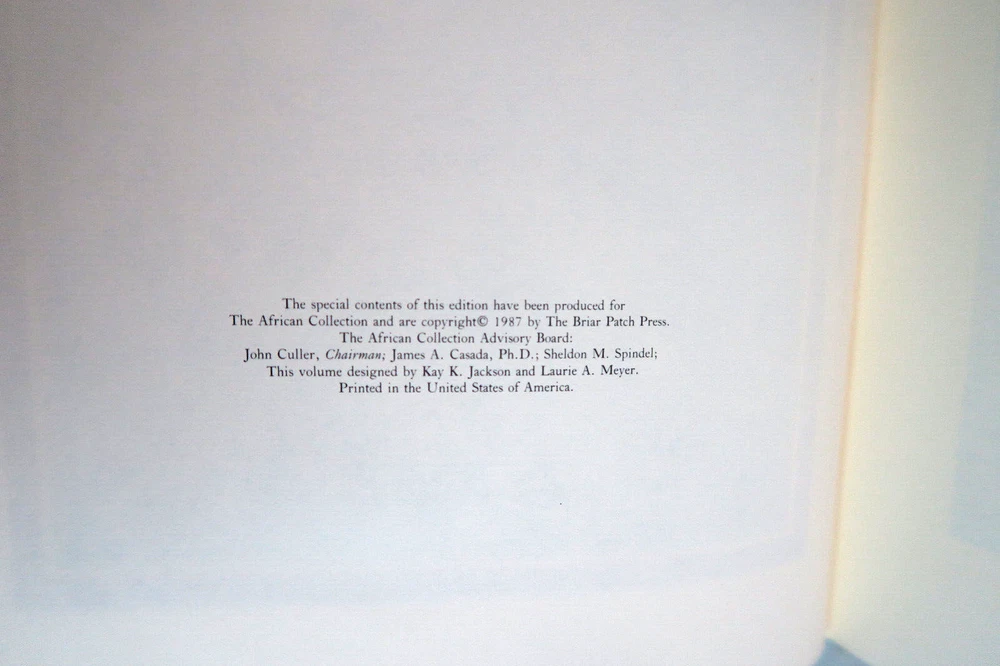 The special contents of this edition have been produced for
The African Collection and are copyright© 1987 by The Briar Patch Press.
The African Collection Advisory Board:
John Culler, Chairman; James A. Casada, Ph.D.; Sheldon M. Spindel;
This volume designed by Kay K. Jackson and Laurie A. Meyer.
Printed in the United States of America.